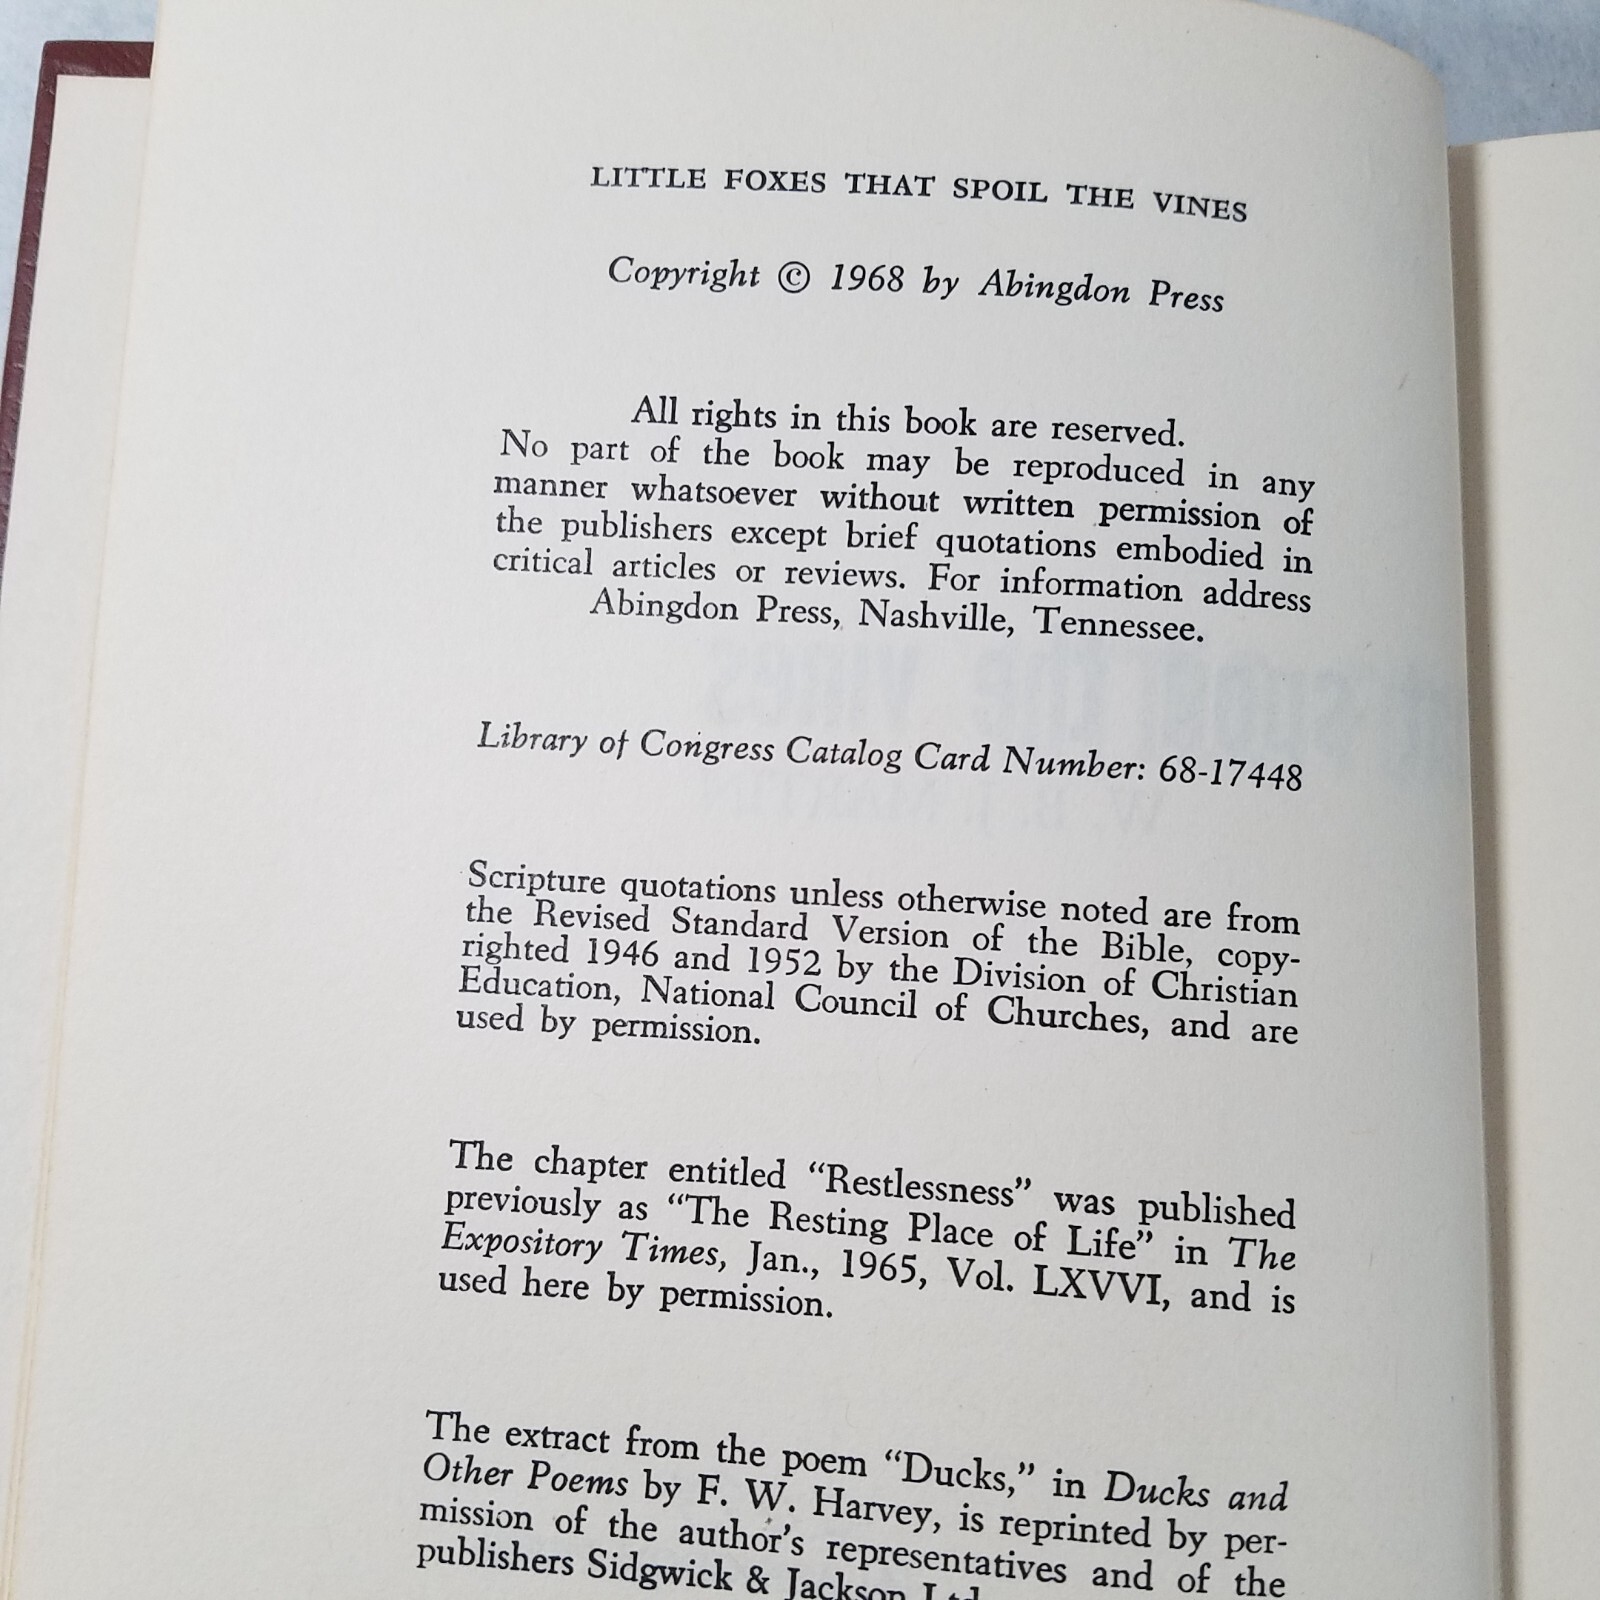 LITTLE FOXES THAT SPOIL THE VINES
Copyright © 1968 by Abingdon Press
All rights in this book are reserved.
No part of the book may be reproduced in any
manner whatsoever without written permission of
the publishers except brief quotations embodied in
critical articles or reviews. For information address
Abingdon Press, Nashville, Tennessee.
Library of Congress Catalog Card Number: 68-17448
Scripture quotations unless otherwise noted are from
the Revised Standard Version of the Bible, copy-
righted 1946 and 1952 by the Division of Christian
Education, National Council of Churches, and are
used by permission.
The chapter entitled “Restlessness” was published
previously as “The Resting Place of Life” in The
Expository Times, Jan., 1965, Vol. LXVVI, and is
used here by permission.
The extract from the poem “Ducks,” in Ducks and
Other Poems by F. W. Harvey, is reprinted by per-
mission of the author's representatives and of the
publishers Sidgwick & Jackson Ltd